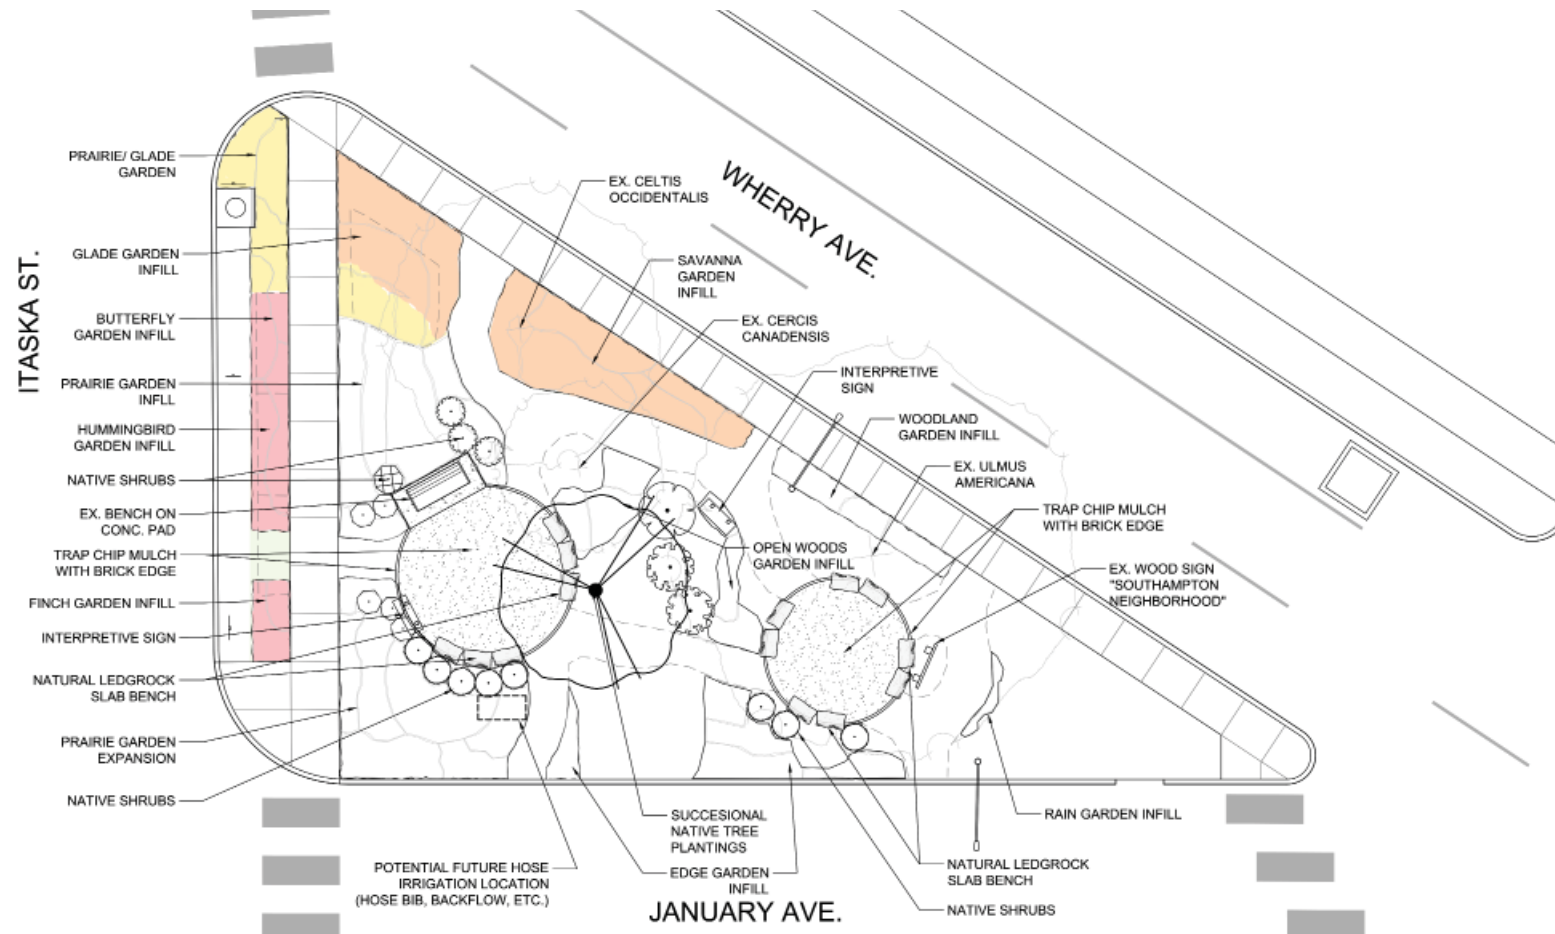 ITASKA ST.
PRAIRIE/ GLADE
GARDEN
GLADE GARDEN
INFILL
BUTTERFLY
GARDEN INFILL
PRAIRIE GARDEN
INFLL
HUMMINGBIRD
GARDEN INFILL
NATIVE SHRUBS
EX. BENCH ON
CONC. PAD
TRAP CHIP MULCH
WITH BRICK EDGE
FINCH GARDEN INFILL
INTERPRETIVE SIGN
NATURAL LEDGROCK
SLAB BENCH
PRAIRIE GARDEN
EXPANSION
NATIVE SHRUBS
EX. CELTIS
OCCIDENTALIS
WHERRY AVE.
SAVANNA
GARDEN
INFILL
EX. CERCIS
CANADENSIS
INTERPRETIVE
SIGN
WOODLAND
GARDEN INFILL
EX. ULMUS
AMERICANA
TRAP CHIP MULCH
WITH BRICK EDGE
OPEN WOODS
GARDEN INFILL
EX. WOOD SIGN
"SOUTHAMPTON
NEIGHBORHOOD"
RAIN GARDEN INFILL
SUCCESIONAL
NATIVE TREE
PLANTINGS
POTENTIAL FUTURE HOSE
IRRIGATION LOCATION
(HOSE BIB, BACKFLOW, ETC.)
EDGE GARDEN
INFILL
NATURAL LEDGROCK
SLAB BENCH
NATIVE SHRUBS
JANUARY AVE.